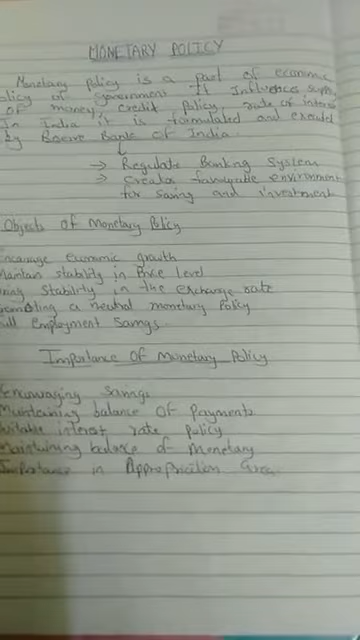 MONETARY POLICY
Monetary policy is a part of economic
policy of government It Influences supply
of money, credit policy, rate of interest
In India it is formulated and executed
by Reserve Bank of India
→ Regulate Banking System
→ Creates favourable environment
for saving and investment
Objects of Monetary Policy
Encourage economic growth
Maintain stability in Price level
stability in the exchange rate
a neutral monetary Policy
Full Employment Savings
Importance Of Monetary Policy
encouraging Savings
Maintaining balance OF Payments
interest rate policy
Maintaining balance of Monetary
Importance in Area